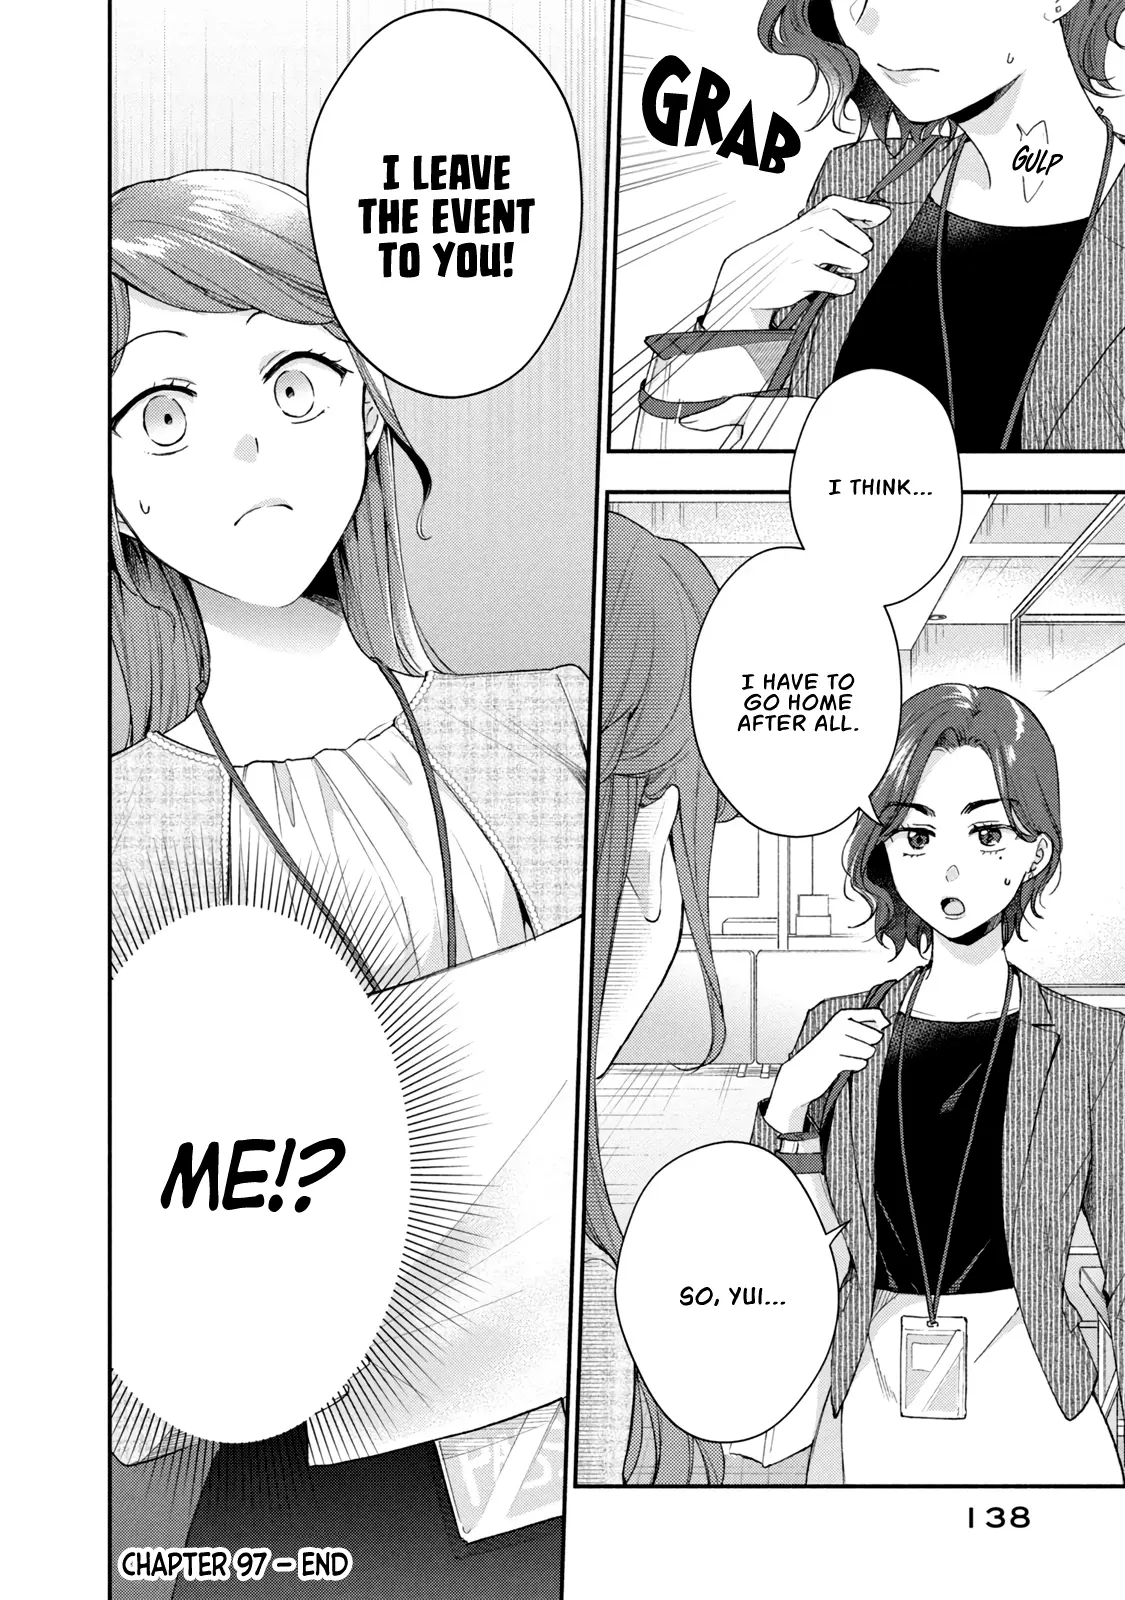 GRAB
GULP
I THINK...
I HAVE TO
GO HOME
AFTER ALL.
SO, YUI...
I LEAVE
THE EVENT
TO YOU!
ME!?
PASS
CHAPTER 97 – END
138